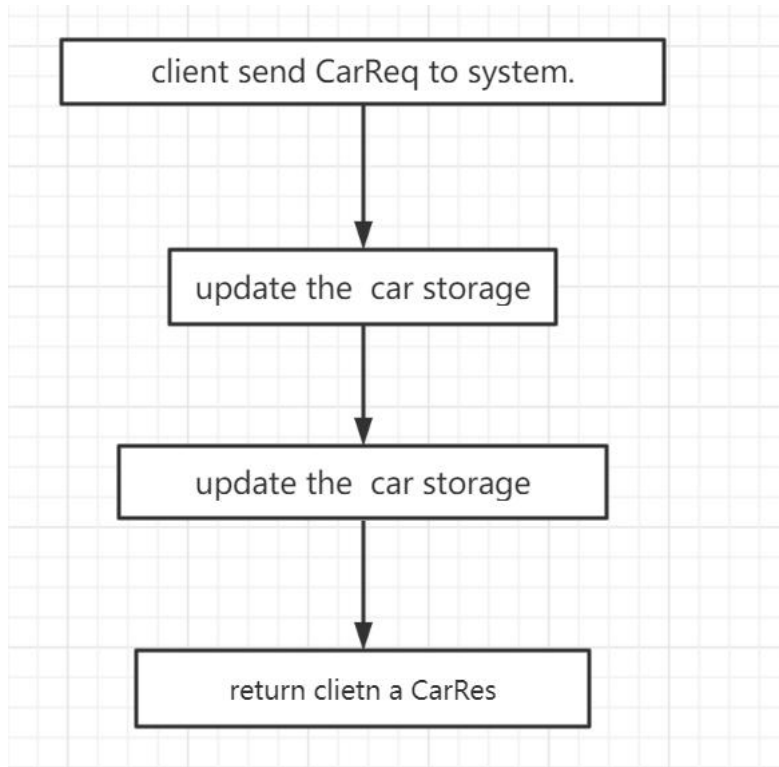 client send CarReq to system.
update the  car storage
update the  car storage
return clietn a CarRes